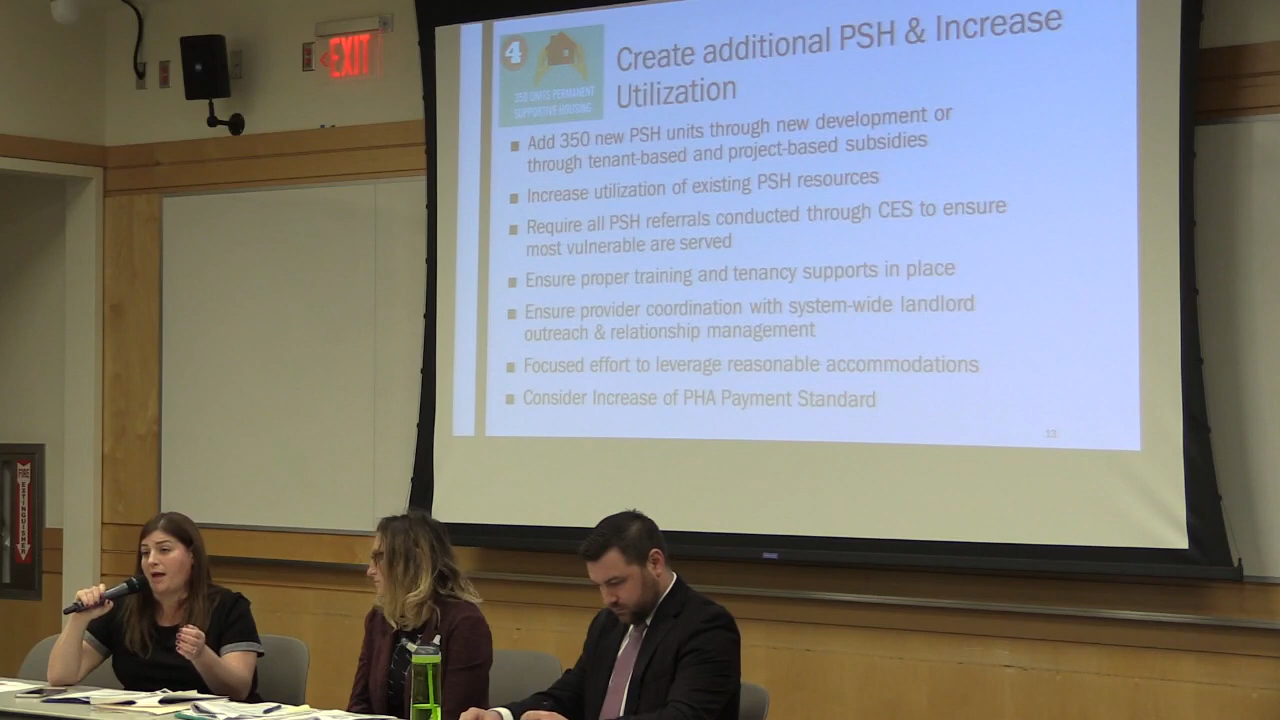 EXIT
4
350 UNITS PERMANENT
SUPPORTIVE HOUSING
Create additional PSH & Increase
Utilization
Add 350 new PSH units through new development or
through tenant-based and project-based subsidies
Increase utilization of existing PSH resources
Require all PSH referrals conducted through CES to ensure
most vulnerable are served
Ensure proper training and tenancy supports in place
Ensure provider coordination with system-wide landlord
outreach & relationship management
Focused effort to leverage reasonable accommodations
Consider Increase of PHA Payment Standard
13
FIRE
EXTINGUISHER